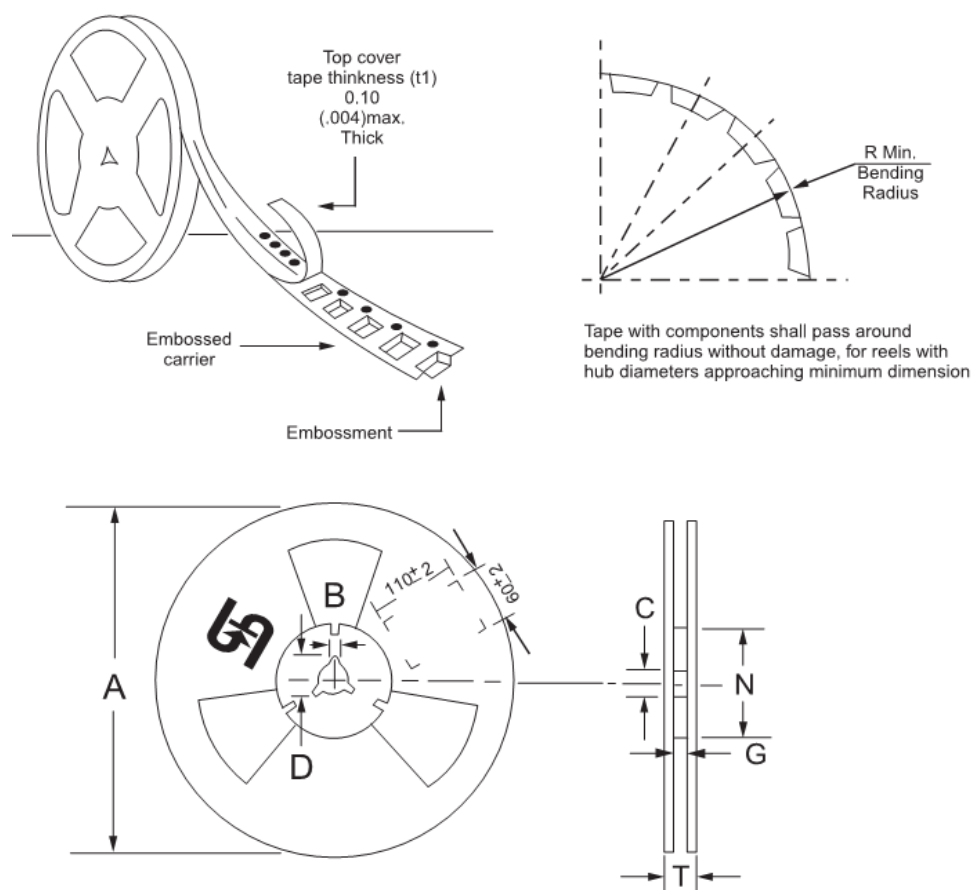 Top cover
tape thinkness (t1)
0.10
(.004)max.
Thick
R Min.
Bending
Radius
Embossed
carrier
Embossment
Tape with components shall pass around
bending radius without damage, for reels with
hub diameters approaching minimum dimension
A
B
110±2
60±2
D
C
N
G
T